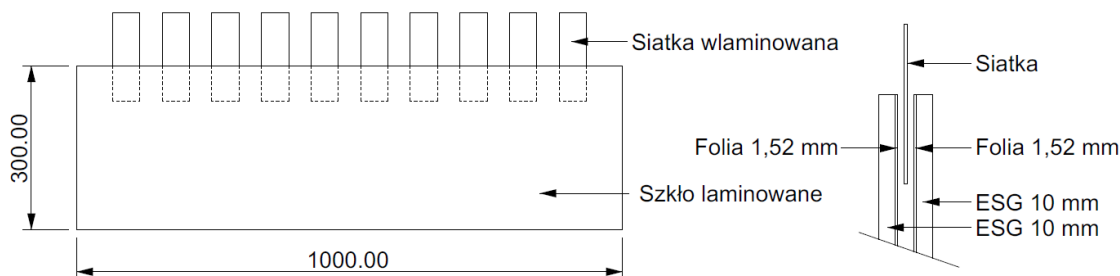 Siatka wlaminowana
300.00
Szkło laminowane
1000.00
Siatka
Folia 1,52 mm
Folia 1,52 mm
ESG 10 mm
ESG 10 mm